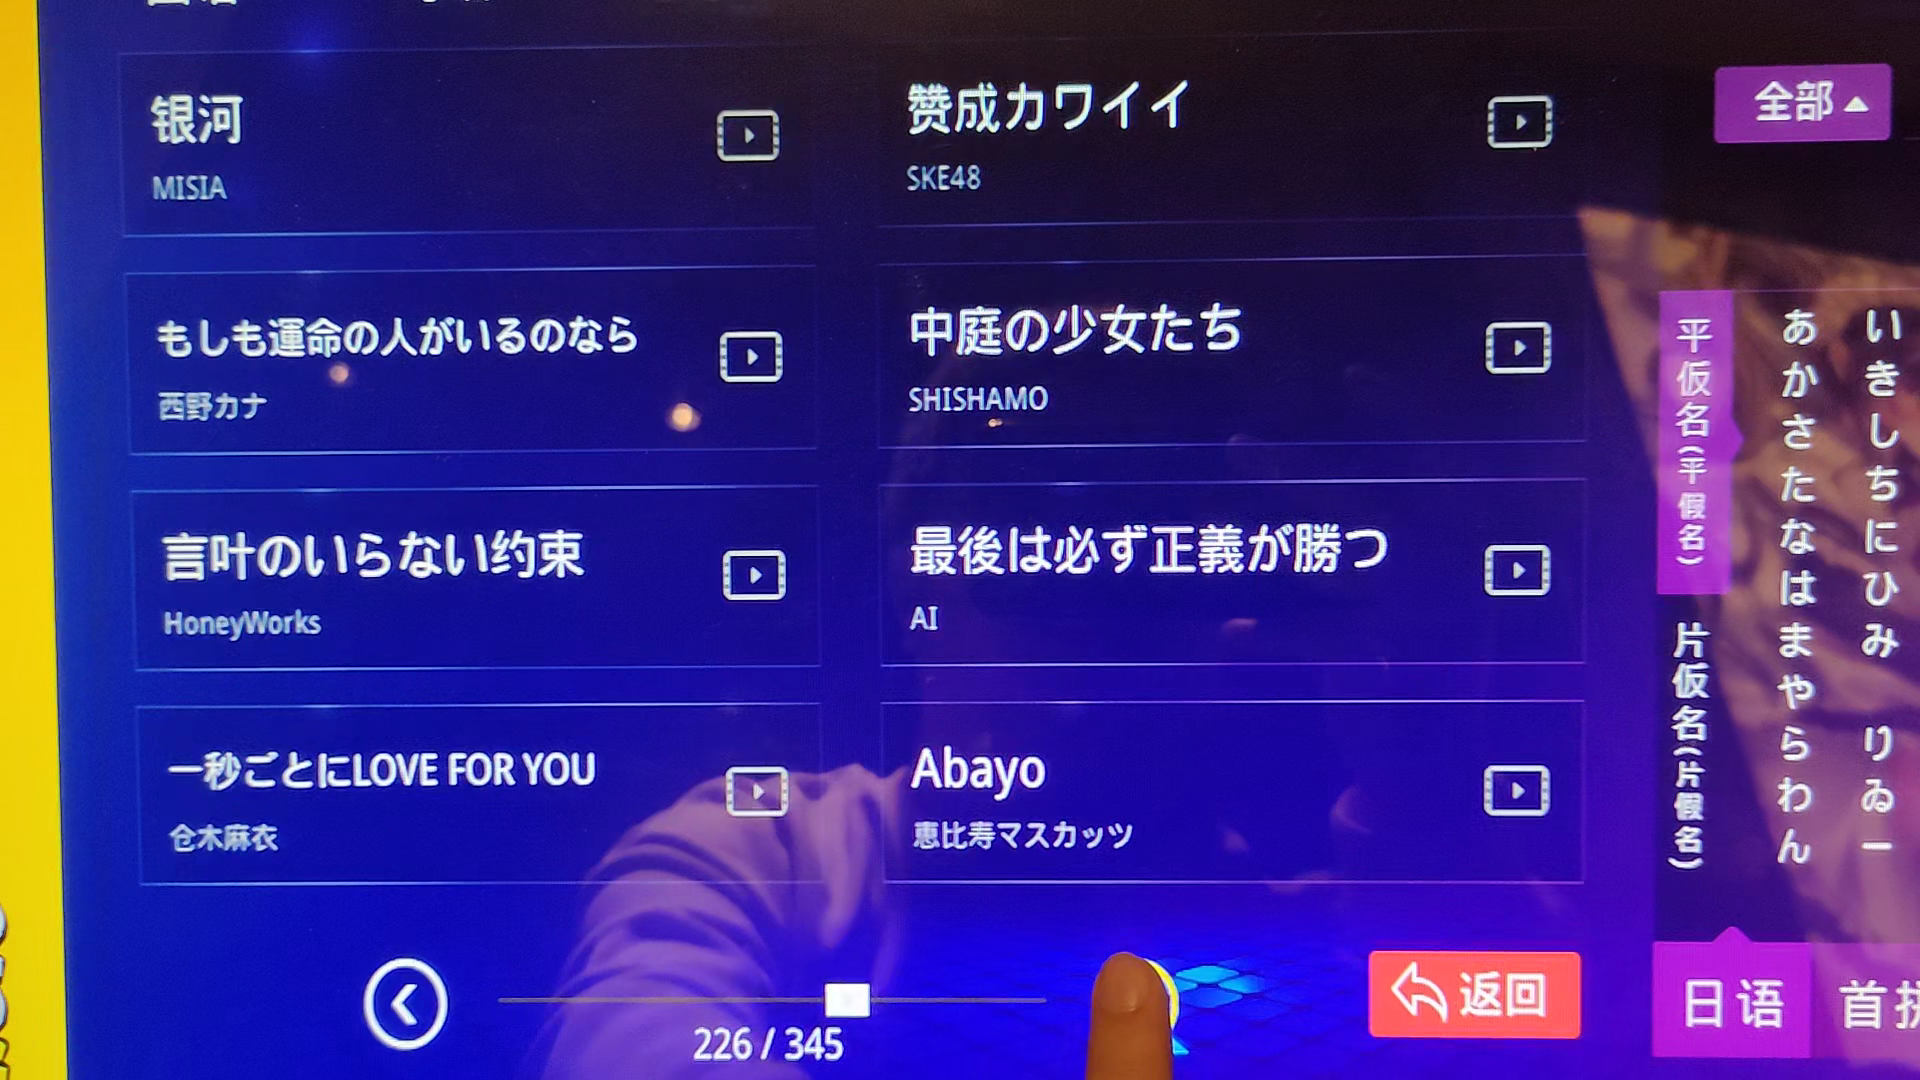 银河
MISIA
赞成カワイイ
SKE48
もしも運命の人がいるのなら
西野カナ
中庭の少女たち
SHISHAMO
言叶のいらない约束
HoneyWorks
最後は必ず正義が勝つ
AI
一秒ごとにLOVE FOR YOU
仓木麻衣
Abayo
恵比寿マスカッツ
226 / 345
返回
全部
平仮名(平假名)
片仮名(片假名)
あかさたなはまやらわん
いきしちにひみ りゐー
日语
首拼